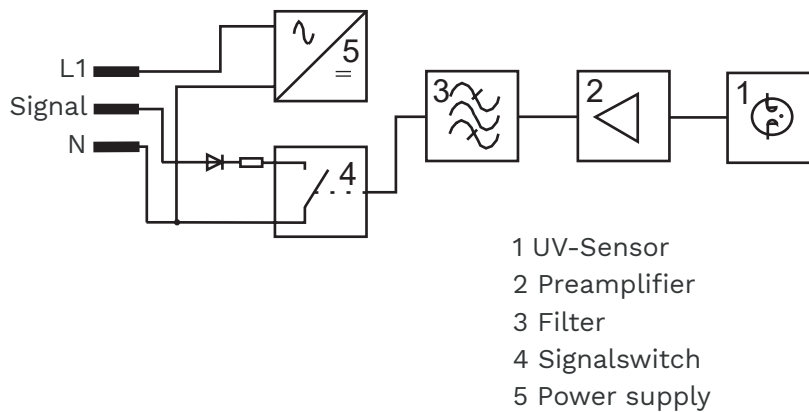 L1
Signal
N
5
=
4
3
2
1
1 UV-Sensor
2 Preamplifier
3 Filter
4 Signalswitch
5 Power supply